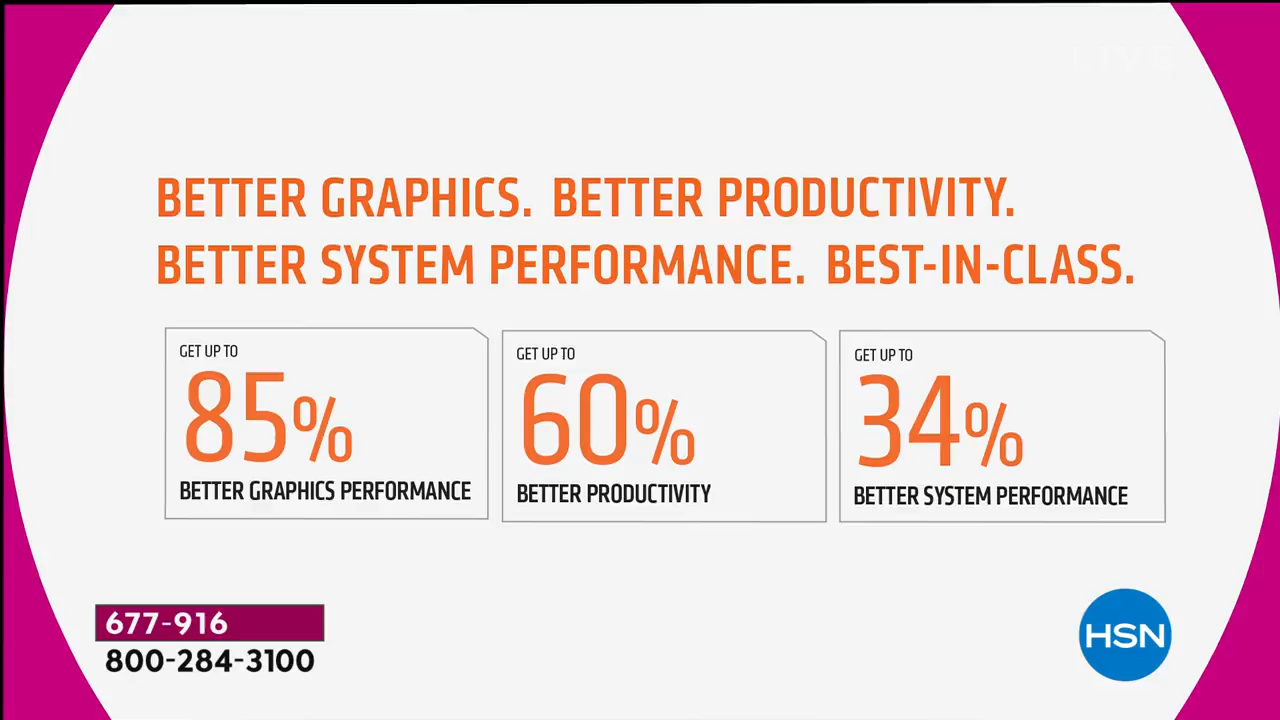 LIVE
BETTER GRAPHICS. BETTER PRODUCTIVITY.
BETTER SYSTEM PERFORMANCE. BEST-IN-CLASS.
GET UP TO
85%
BETTER GRAPHICS PERFORMANCE
GET UP TO
60%
BETTER PRODUCTIVITY
GET UP TO
34%
BETTER SYSTEM PERFORMANCE
677-916
800-284-3100
HSN